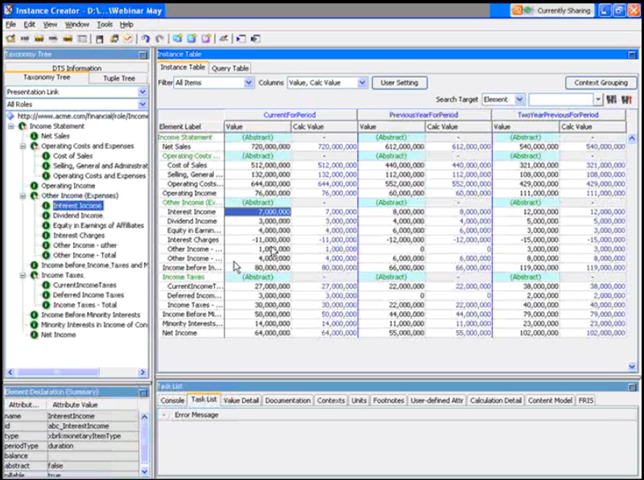 Instance Creator - D:\...\Webinar May
Currently Sharing
File Edit View Window Tools Help
Taxonomy Tree
DTS Information
Taxonomy Tree Tuple Tree
Presentation Link
All Roles
http://www.acme.com/financial/role/Income
Income Statement
Net Sales
Operating Costs and Expenses
Cost of Sales
Selling, General and Administrat
Operating Costs and Expenses
Operating Income
Other Income (Expenses)
Interest Income
Dividend Income
Equity in Earnings of Affiliates
Interest Charges
Other Income - other
Other Income - Total
Income before Income_Taxes and M
Income Taxes
CurrentIncomeTaxes
Deferred Income Taxes
Income Taxes - Total
Income Before Minority Interests
Minority Interests in Income of Con
Net Income
Element Declaration (Summary)
Attribut... Attribute Value
name InterestIncome
id abc_InterestIncome
type xbrli:monetaryItemType
periodType duration
balance
abstract false
nillable true
Instance Table
Instance Table Query Table
Filter All Items Columns Value, Calc Value User Setting Context Grouping
Search Target Element
CurrentForPeriod PreviousYearForPeriod TwoYearPreviousForPeriod
Element Label Value Calc Value Value Calc Value Value Calc Value
Income Statement (Abstract) - (Abstract) - (Abstract) -
Net Sales 720,000,000 720,000,000 612,000,000 612,000,000 540,000,000 540,000,000
Operating Costs ... (Abstract) - (Abstract) - (Abstract) -
Cost of Sales 512,000,000 512,000,000 440,000,000 440,000,000 321,000,000 321,000,000
Selling, General ... 132,000,000 132,000,000 112,000,000 112,000,000 108,000,000 108,000,000
Operating Costs... 644,000,000 644,000,000 552,000,000 552,000,000 429,000,000 429,000,000
Operating Income 76,000,000 76,000,000 60,000,000 60,000,000 111,000,000 111,000,000
Other Income (Ex... (Abstract) - (Abstract) - (Abstract) -
Interest Income 7,000,000 7,000,000 8,000,000 8,000,000 12,000,000 12,000,000
Dividend Income 3,000,000 3,000,000 4,000,000 4,000,000 5,000,000 5,000,000
Equity in Earnin... 4,000,000 4,000,000 6,000,000 6,000,000 3,000,000 3,000,000
Interest Charges -11,000,000 -11,000,000 -12,000,000 -12,000,000 -15,000,000 -15,000,000
Other Income - ... 1,000,000 1,000,000 0 0 3,000,000 3,000,000
Other Income - ... 4,000,000 4,000,000 6,000,000 6,000,000 8,000,000 8,000,000
Income before In... 80,000,000 80,000,000 66,000,000 66,000,000 119,000,000 119,000,000
Income Taxes (Abstract) - (Abstract) - (Abstract) -
CurrentIncomeT... 27,000,000 27,000,000 22,000,000 22,000,000 38,000,000 38,000,000
Deferred Incom... 3,000,000 3,000,000 0 0 2,000,000 2,000,000
Income Taxes - ... 30,000,000 30,000,000 22,000,000 22,000,000 40,000,000 40,000,000
Income Before Mi... 50,000,000 50,000,000 44,000,000 44,000,000 79,000,000 79,000,000
Minority Interests... 14,000,000 14,000,000 11,000,000 11,000,000 23,000,000 23,000,000
Net Income 64,000,000 64,000,000 55,000,000 55,000,000 102,000,000 102,000,000
Task List
Console Task List Value Detail Documentation Contexts Units Footnotes User-defined Attr Calculation Detail Content Model FRIS
Error Message